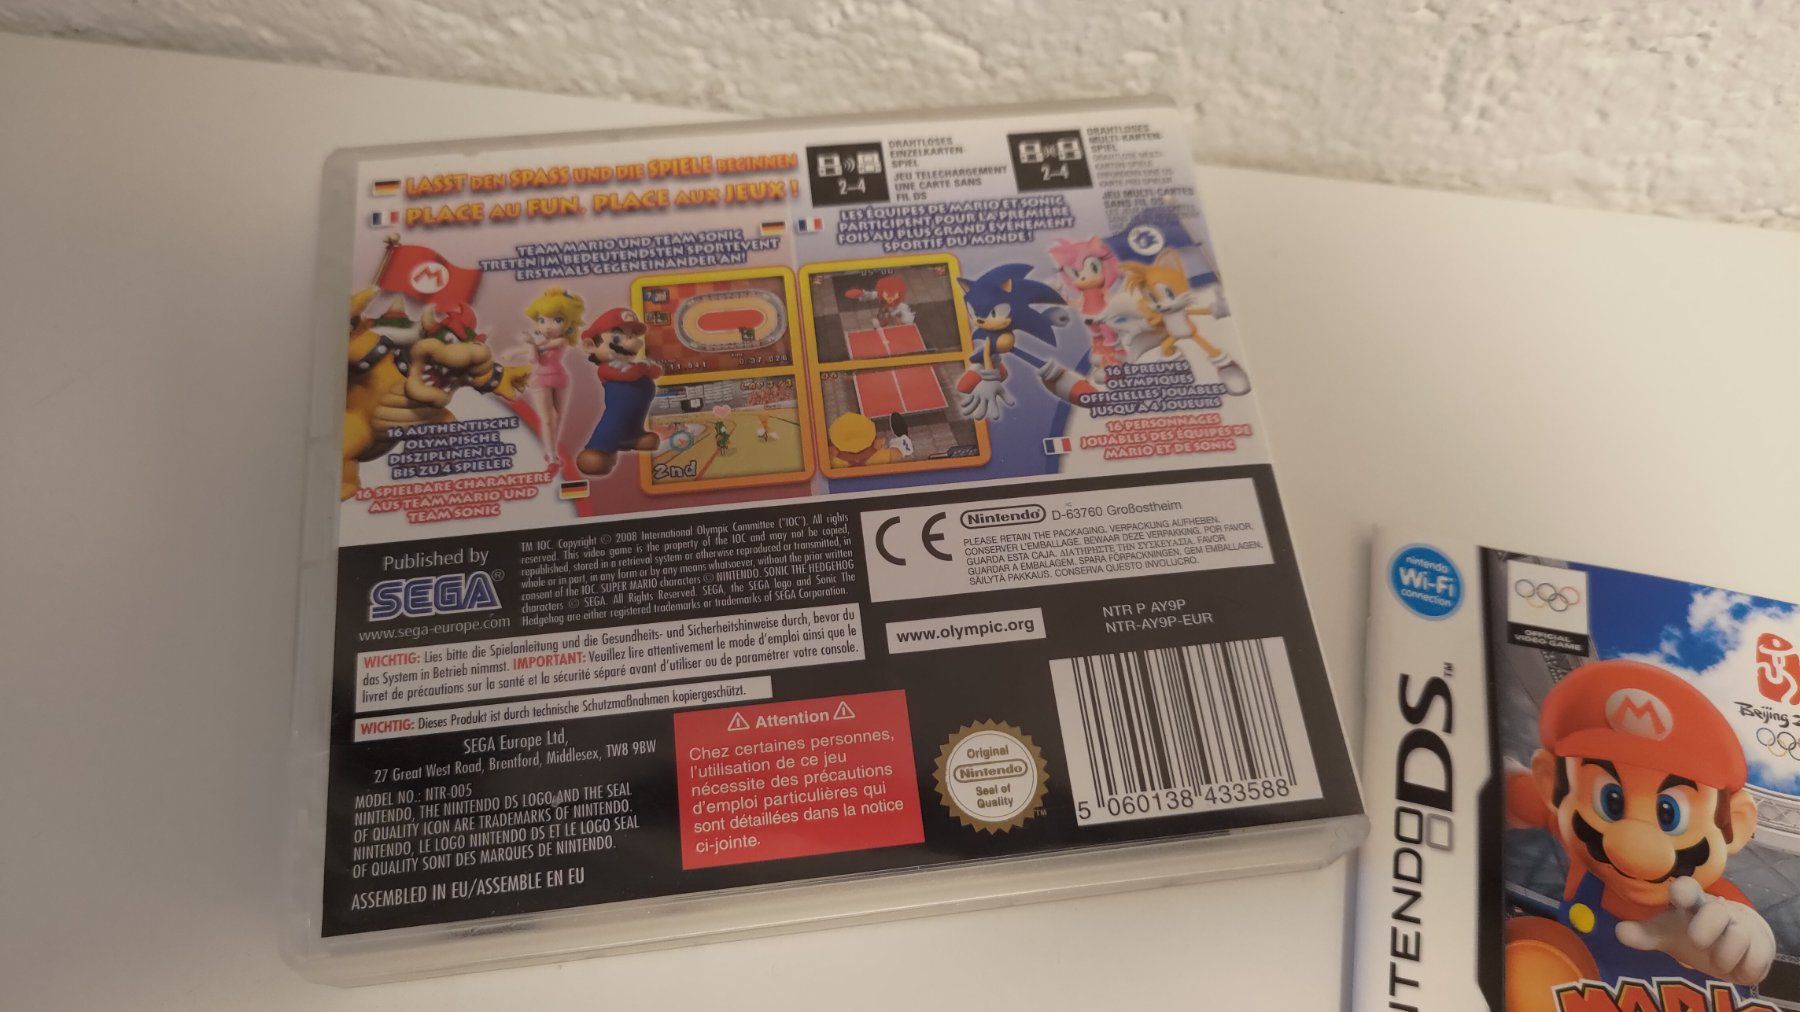 LASST DEN SPASS UND DIE SPIELE BEGINNEN
PLACE AU FUN, PLACE AUX JEUX !
2-4
DRAHTLOSES
EINZELKARTEN-
SPIEL
JEU TELECHARGEMENT
UNE CARTE SANS
FIL DS
2-4
DRAHTLOSES
MULTI-KARTEN-
SPIEL
JEU MULTI-CARTES
SANS FIL DS
TEAM MARIO UND TEAM SONIC
TRETEN IM BEDEUTENDSTEN SPORTEVENT
ERSTMALS GEGENEINANDER AN!
LES ÉQUIPES DE MARIO ET SONIC
PARTICIPENT POUR LA PREMIÈRE
FOIS AU PLUS GRAND ÉVÉNEMENT
SPORTIF DU MONDE !
M
2nd
16 AUTHENTISCHE
OLYMPISCHE
DISZIPLINEN FÜR
BIS ZU 4 SPIELER
16 SPIELBARE CHARAKTERE
AUS TEAM MARIO UND
TEAM SONIC
16 ÉPREUVES
OLYMPIQUES
OFFICIELLES JOUABLES
JUSQU'A 4 JOUEURS
16 PERSONNAGES
JOUABLES DES ÉQUIPES DE
MARIO ET DE SONIC
Published by
SEGA®
www.sega-europe.com
TM IOC. Copyright © 2008 International Olympic Committee ("IOC"). All rights
reserved. This video game is the property of the IOC and may not be copied,
republished, stored in a retrieval system or otherwise reproduced or transmitted, in
whole or in part, in any form or by any means whatsoever, without the prior written
consent of the IOC. SUPER MARIO characters © NINTENDO. SONIC THE HEDGEHOG
characters © SEGA. All Rights Reserved. SEGA, the SEGA logo and Sonic The
Hedgehog are either registered trademarks or trademarks of SEGA Corporation.
CE
Nintendo® D-63760 Großostheim
PLEASE RETAIN THE PACKAGING. VERPACKUNG AUFHEBEN.
CONSERVER L'EMBALLAGE. BEWAAR DEZE VERPAKKING. POR FAVOR,
GUARDA ESTA CAJA. ΔΙΑΤΗΡΗΣΤΕ ΤΗΝ ΣΥΣΚΕΥΑΣΙΑ. FAVOR
GUARDAR A EMBALAGEM. SPARA FÖRPACKNINGEN. GEM EMBALLAGEN.
SÄILYTÄ PAKKAUS. CONSERVA QUESTO INVOLUCRO.
WICHTIG: Lies bitte die Spielanleitung und die Gesundheits- und Sicherheitshinweise durch, bevor du
das System in Betrieb nimmst. IMPORTANT: Veuillez lire attentivement le mode d'emploi ainsi que le
livret de précautions sur la santé et la sécurité séparé avant d'utiliser ou de paramétrer votre console.
WICHTIG: Dieses Produkt ist durch technische Schutzmaßnahmen kopiergeschützt.
www.olympic.org
NTR P AY9P
NTR-AY9P-EUR
SEGA Europe Ltd,
27 Great West Road, Brentford, Middlesex, TW8 9BW
MODEL NO.: NTR-005
NINTENDO, THE NINTENDO DS LOGO AND THE SEAL
OF QUALITY ICON ARE TRADEMARKS OF NINTENDO.
NINTENDO, LE LOGO NINTENDO DS ET LE LOGO SEAL
OF QUALITY SONT DES MARQUES DE NINTENDO.
ASSEMBLED IN EU/ASSEMBLE EN EU
Attention
Chez certaines personnes,
l'utilisation de ce jeu
nécessite des précautions
d'emploi particulières qui
sont détaillées dans la notice
ci-jointe.
Original
Nintendo
Seal of
Quality
TM
5 060138 433588
nintendo
Wi-Fi
connection
OFFICIAL
VIDEO GAME
NINTENDO DS™
Beijing
M